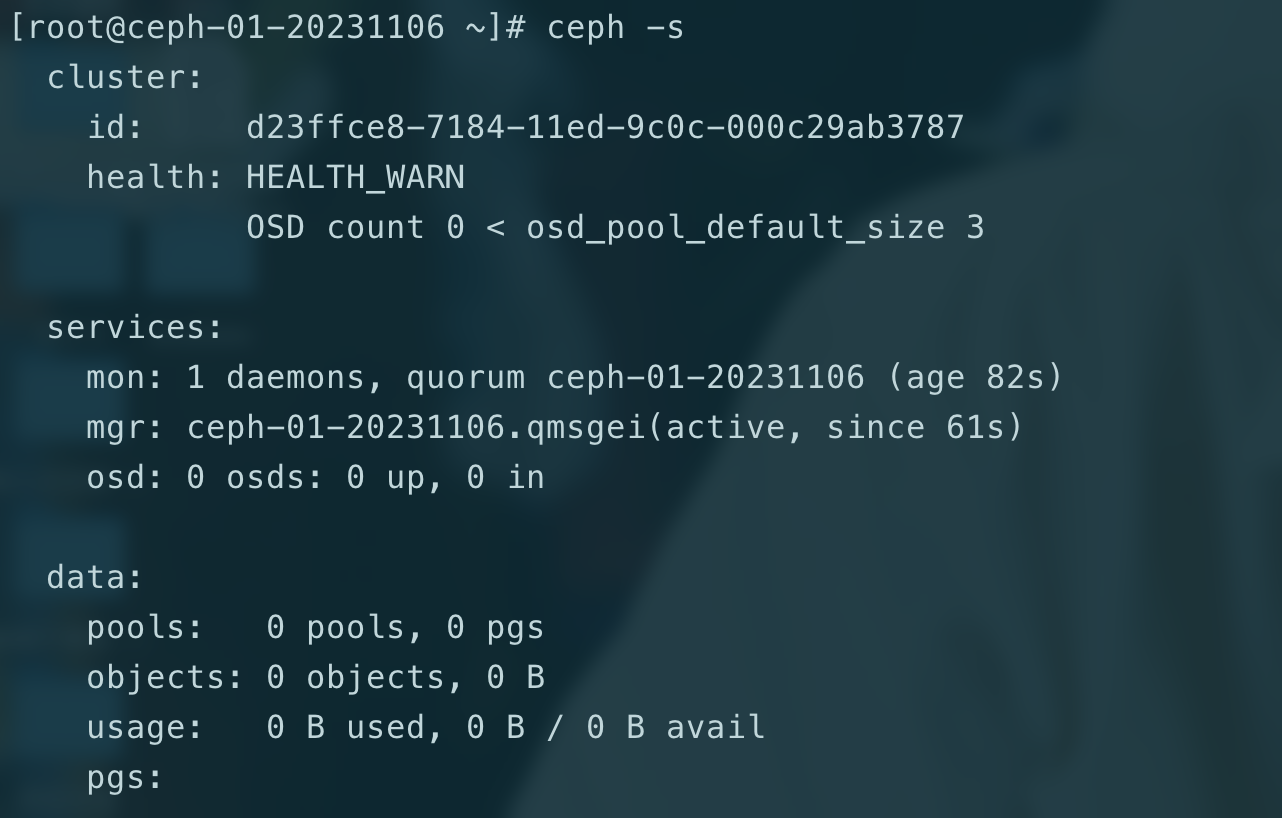 [root@ceph-01-20231106 ~]# ceph -s
  cluster:
    id:     d23ffce8-7184-11ed-9c0c-000c29ab3787
    health: HEALTH_WARN
            OSD count 0 < osd_pool_default_size 3

  services:
    mon: 1 daemons, quorum ceph-01-20231106 (age 82s)
    mgr: ceph-01-20231106.qmsgei(active, since 61s)
    osd: 0 osds: 0 up, 0 in

  data:
    pools:   0 pools, 0 pgs
    objects: 0 objects, 0 B
    usage:   0 B used, 0 B / 0 B avail
    pgs: